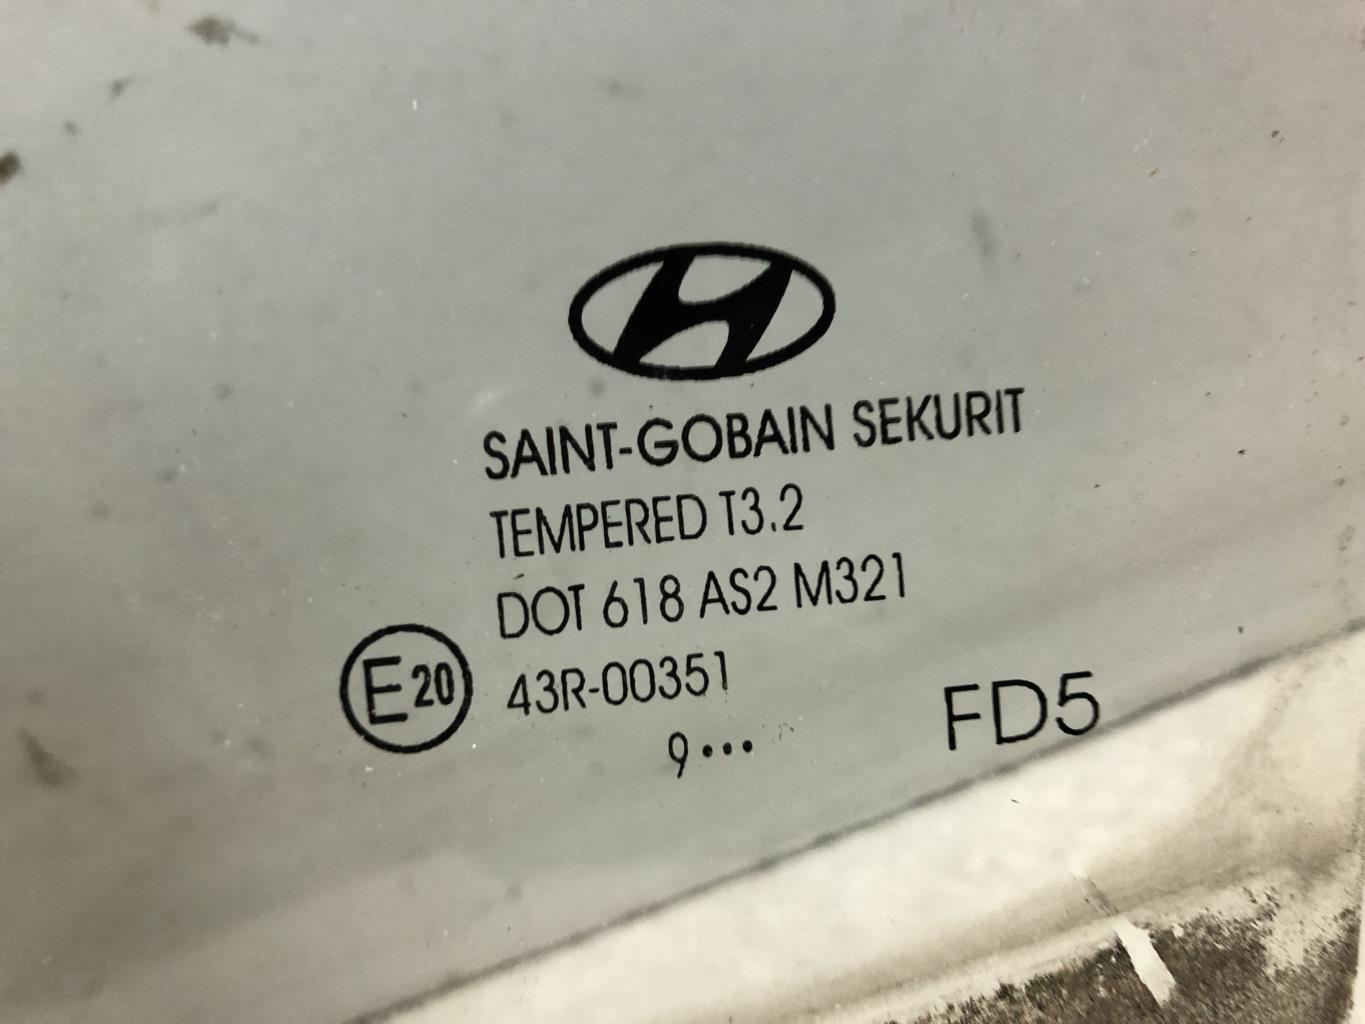 SAINT-GOBAIN SEKURIT
TEMPERED T3.2
DOT 618 AS2 M321
E20 43R-00351
9•••
FD5